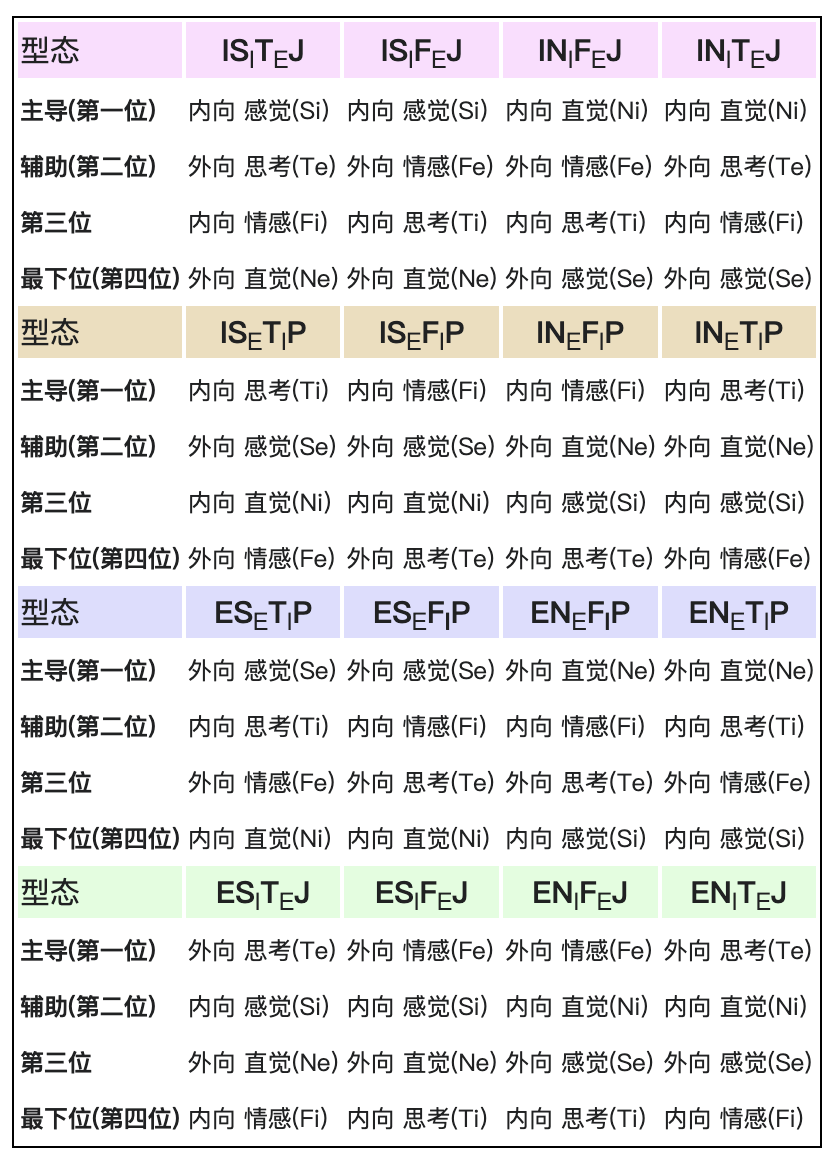 型态 ISITEJ ISIFEJ INIFEJ INITEJ
主导(第一位) 内向 感觉(Si) 内向 感觉(Si) 内向 直觉(Ni) 内向 直觉(Ni)
辅助(第二位) 外向 思考(Te) 外向 情感(Fe) 外向 情感(Fe) 外向 思考(Te)
第三位 内向 情感(Fi) 内向 思考(Ti) 内向 思考(Ti) 内向 情感(Fi)
最下位(第四位) 外向 直觉(Ne) 外向 直觉(Ne) 外向 感觉(Se) 外向 感觉(Se)
型态 ISETIP ISEFIP INEFIP INETIP
主导(第一位) 内向 思考(Ti) 内向 情感(Fi) 内向 情感(Fi) 内向 思考(Ti)
辅助(第二位) 外向 感觉(Se) 外向 感觉(Se) 外向 直觉(Ne) 外向 直觉(Ne)
第三位 内向 直觉(Ni) 内向 直觉(Ni) 内向 感觉(Si) 内向 感觉(Si)
最下位(第四位) 外向 情感(Fe) 外向 思考(Te) 外向 思考(Te) 外向 情感(Fe)
型态 ESETIP ESEFIP ENEFIP ENETIP
主导(第一位) 外向 感觉(Se) 外向 感觉(Se) 外向 直觉(Ne) 外向 直觉(Ne)
辅助(第二位) 内向 思考(Ti) 内向 情感(Fi) 内向 情感(Fi) 内向 思考(Ti)
第三位 外向 情感(Fe) 外向 思考(Te) 外向 思考(Te) 外向 情感(Fe)
最下位(第四位) 内向 直觉(Ni) 内向 直觉(Ni) 内向 感觉(Si) 内向 感觉(Si)
型态 ESITEJ ESIFEJ ENIFEJ ENITEJ
主导(第一位) 外向 思考(Te) 外向 情感(Fe) 外向 情感(Fe) 外向 思考(Te)
辅助(第二位) 内向 感觉(Si) 内向 感觉(Si) 内向 直觉(Ni) 内向 直觉(Ni)
第三位 外向 直觉(Ne) 外向 直觉(Ne) 外向 感觉(Se) 外向 感觉(Se)
最下位(第四位) 内向 情感(Fi) 内向 思考(Ti) 内向 思考(Ti) 内向 情感(Fi)